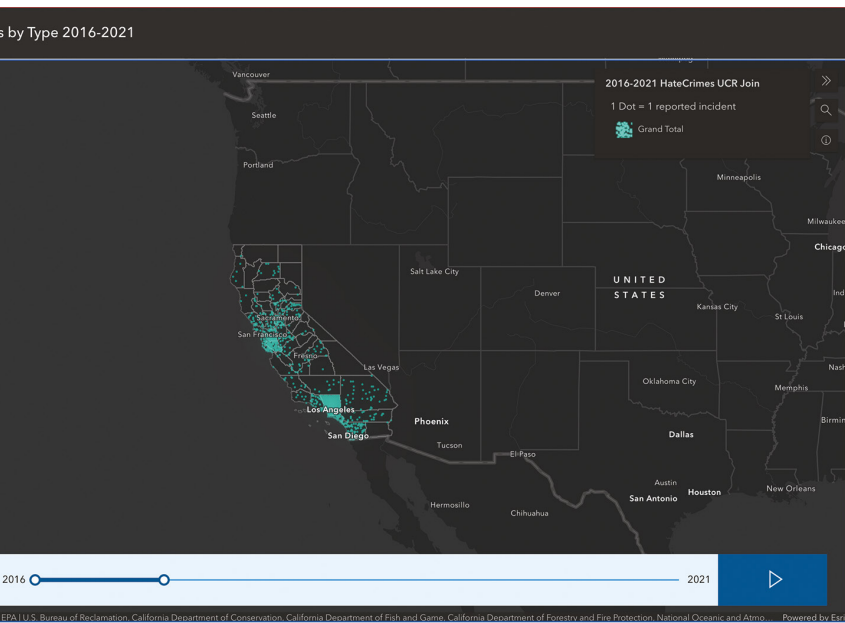 s by Type 2016-2021
Vancouver
2016-2021 HateCrimes UCR Join
1 Dot = 1 reported incident
Grand Total
Seattle
Portland
Minneapolis
Milwaukee
Chicago
Salt Lake City
UNITED
STATES
Denver
Ind
Kansas City
St Louis
Sacramento
San Francisco
Fresno
Las Vegas
Nash
Oklahoma City
Memphis
Los Angeles
Phoenix
Birmin
San Diego
Dallas
Tucson
El Paso
Austin
Houston
New Orleans
San Antonio
Hermosillo
Chihuahua
2016
2021
EPA | U.S. Bureau of Reclamation, California Department of Conservation, California Department of Fish and Game, California Department of Forestry and Fire Protection, National Oceanic and Atmo... Powered by Esri